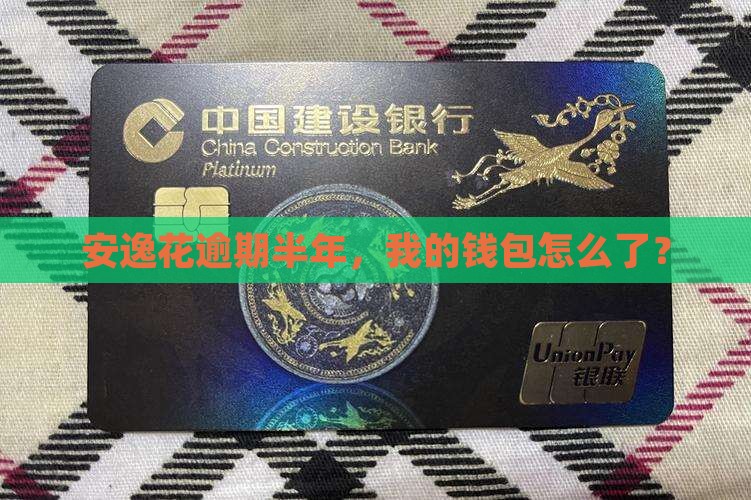 中国建设银行
China Construction Bank
Platinum
安逸花逾期半年，我的钱包怎么了？
UnionPay
银联